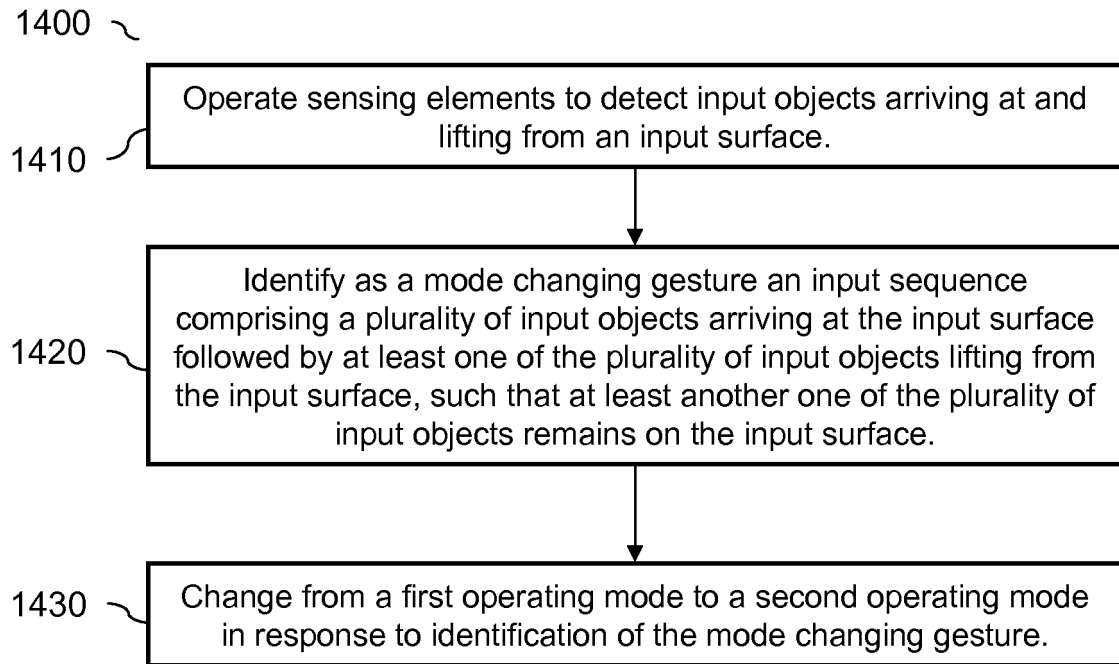 1400
Operate sensing elements to detect input objects arriving at and
lifting from an input surface.
1410
Identify as a mode changing gesture an input sequence
comprising a plurality of input objects arriving at the input surface
followed by at least one of the plurality of input objects lifting from
the input surface, such that at least another one of the plurality of
input objects remains on the input surface.
1420
Change from a first operating mode to a second operating mode
in response to identification of the mode changing gesture.
1430